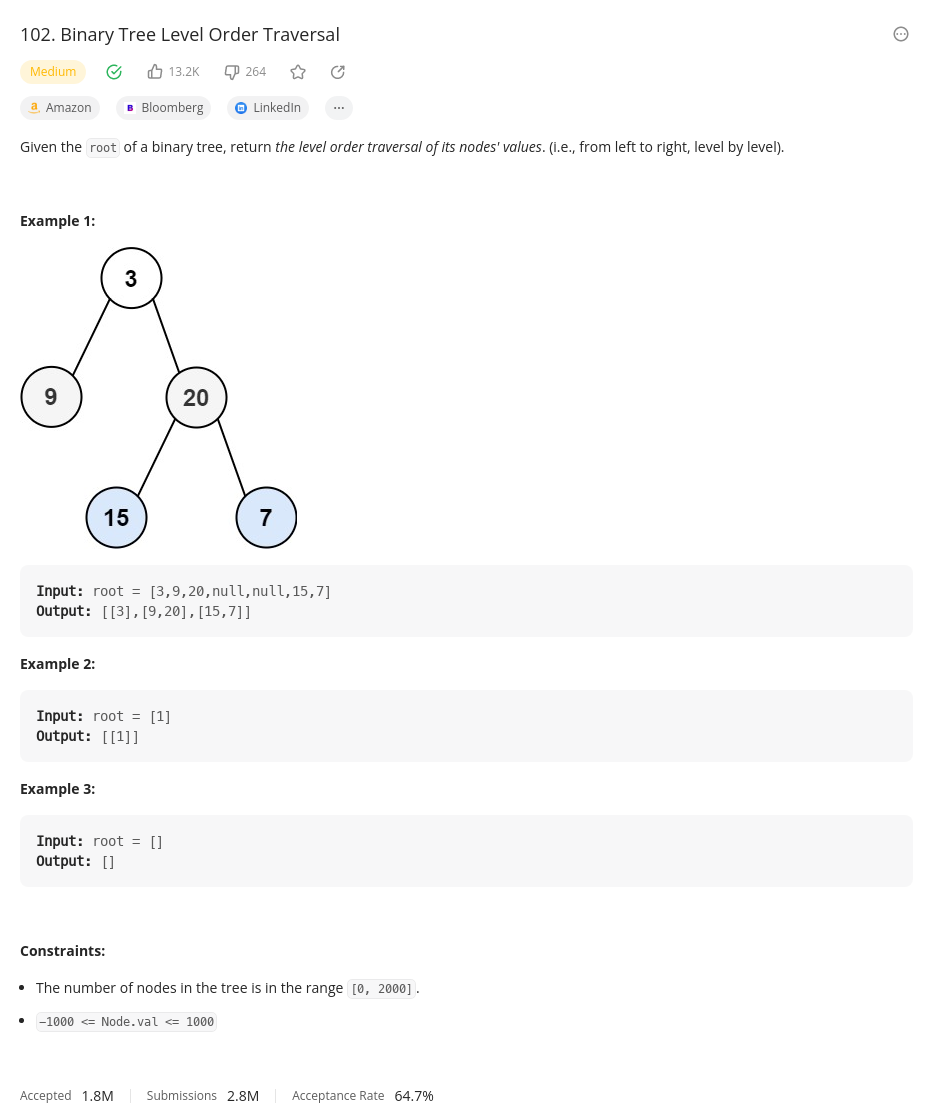 102. Binary Tree Level Order Traversal
Medium 13.2K 264
Amazon Bloomberg LinkedIn ···
Given the root of a binary tree, return the level order traversal of its nodes' values. (i.e., from left to right, level by level).
Example 1:
3
9 20
15 7
Input: root = [3,9,20,null,null,15,7]
Output: [[3],[9,20],[15,7]]
Example 2:
Input: root = [1]
Output: [[1]]
Example 3:
Input: root = []
Output: []
Constraints:
The number of nodes in the tree is in the range [0, 2000].
−1000 <= Node.val <= 1000
Accepted 1.8M Submissions 2.8M Acceptance Rate 64.7%